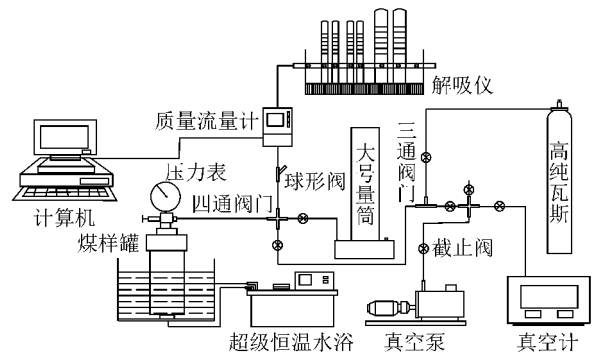 解吸仪
质量流量计
压力表
四通阀门
球形阀
大号量筒
三通阀门
高纯瓦斯
计算机
煤样罐
截止阀
超级恒温水浴
真空泵
真空计